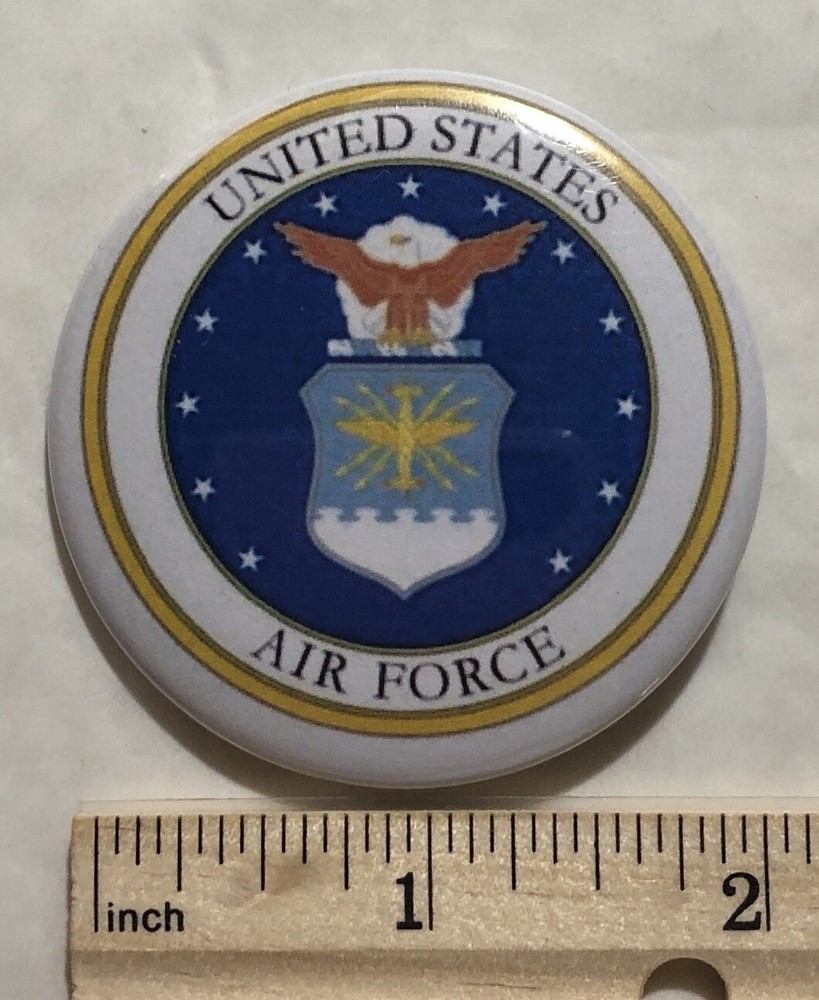 UNITED STATES
AIR FORCE
inch
1
2